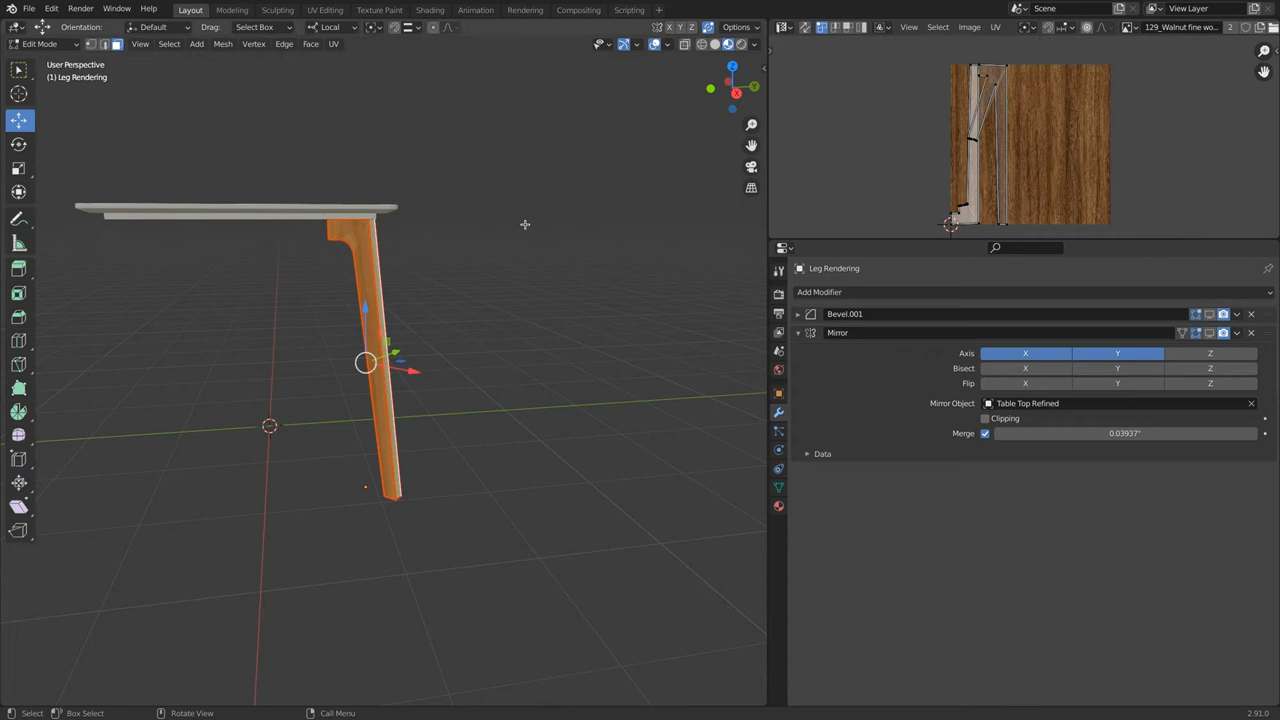 File Edit Render Window Help Layout Modeling Sculpting UV Editing Texture Paint Shading Animation Rendering Compositing Scripting + Scene View Layer
Orientation: Default Drag: Select Box Local X Y Z Options
View Select Image UV 129_Walnut fine wo... 2
Edit Mode View Select Add Mesh Vertex Edge Face UV
User Perspective
(1) Leg Rendering
Z
Y
X
Leg Rendering
Add Modifier
Bevel.001
Mirror
Axis X Y Z
Bisect X Y Z
Flip X Y Z
Mirror Object Table Top Refined
Clipping
Merge 0.03937"
Data
Select Box Select Rotate View Call Menu 2.91.0